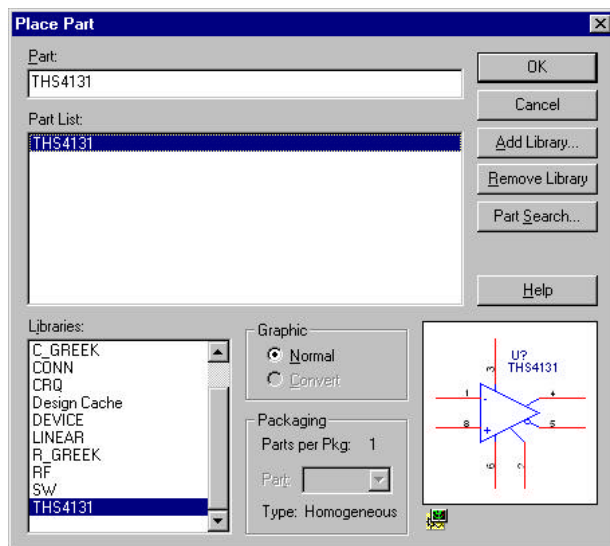 Place Part
Part:
THS4131
Part List:
THS4131
OK
Cancel
Add Library...
Remove Library
Part Search...
Help
Libraries:
C_GREEK
CONN
CRQ
Design Cache
DEVICE
LINEAR
R_GREEK
RF
SW
THS4131
Graphic
Normal
Convert
Packaging
Parts per Pkg: 1
Part:
Type: Homogeneous
U?
THS4131
3
1
-
4
8
+
5
6
2